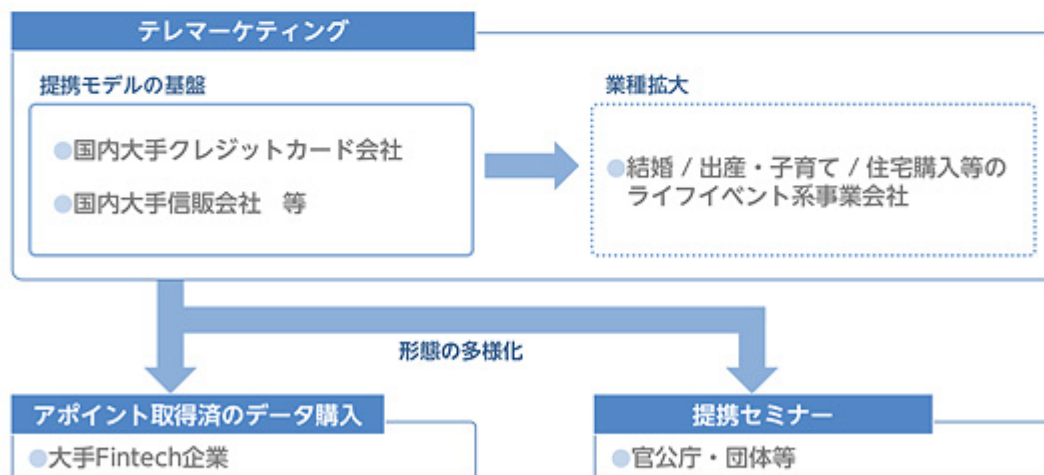 テレマーケティング
提携モデルの基盤
●国内大手クレジットカード会社
●国内大手信販会社　等
業種拡大
●結婚 / 出産・子育て / 住宅購入等の
ライフイベント系事業会社
形態の多様化
アポイント取得済のデータ購入
●大手Fintech企業
提携セミナー
●官公庁・団体等